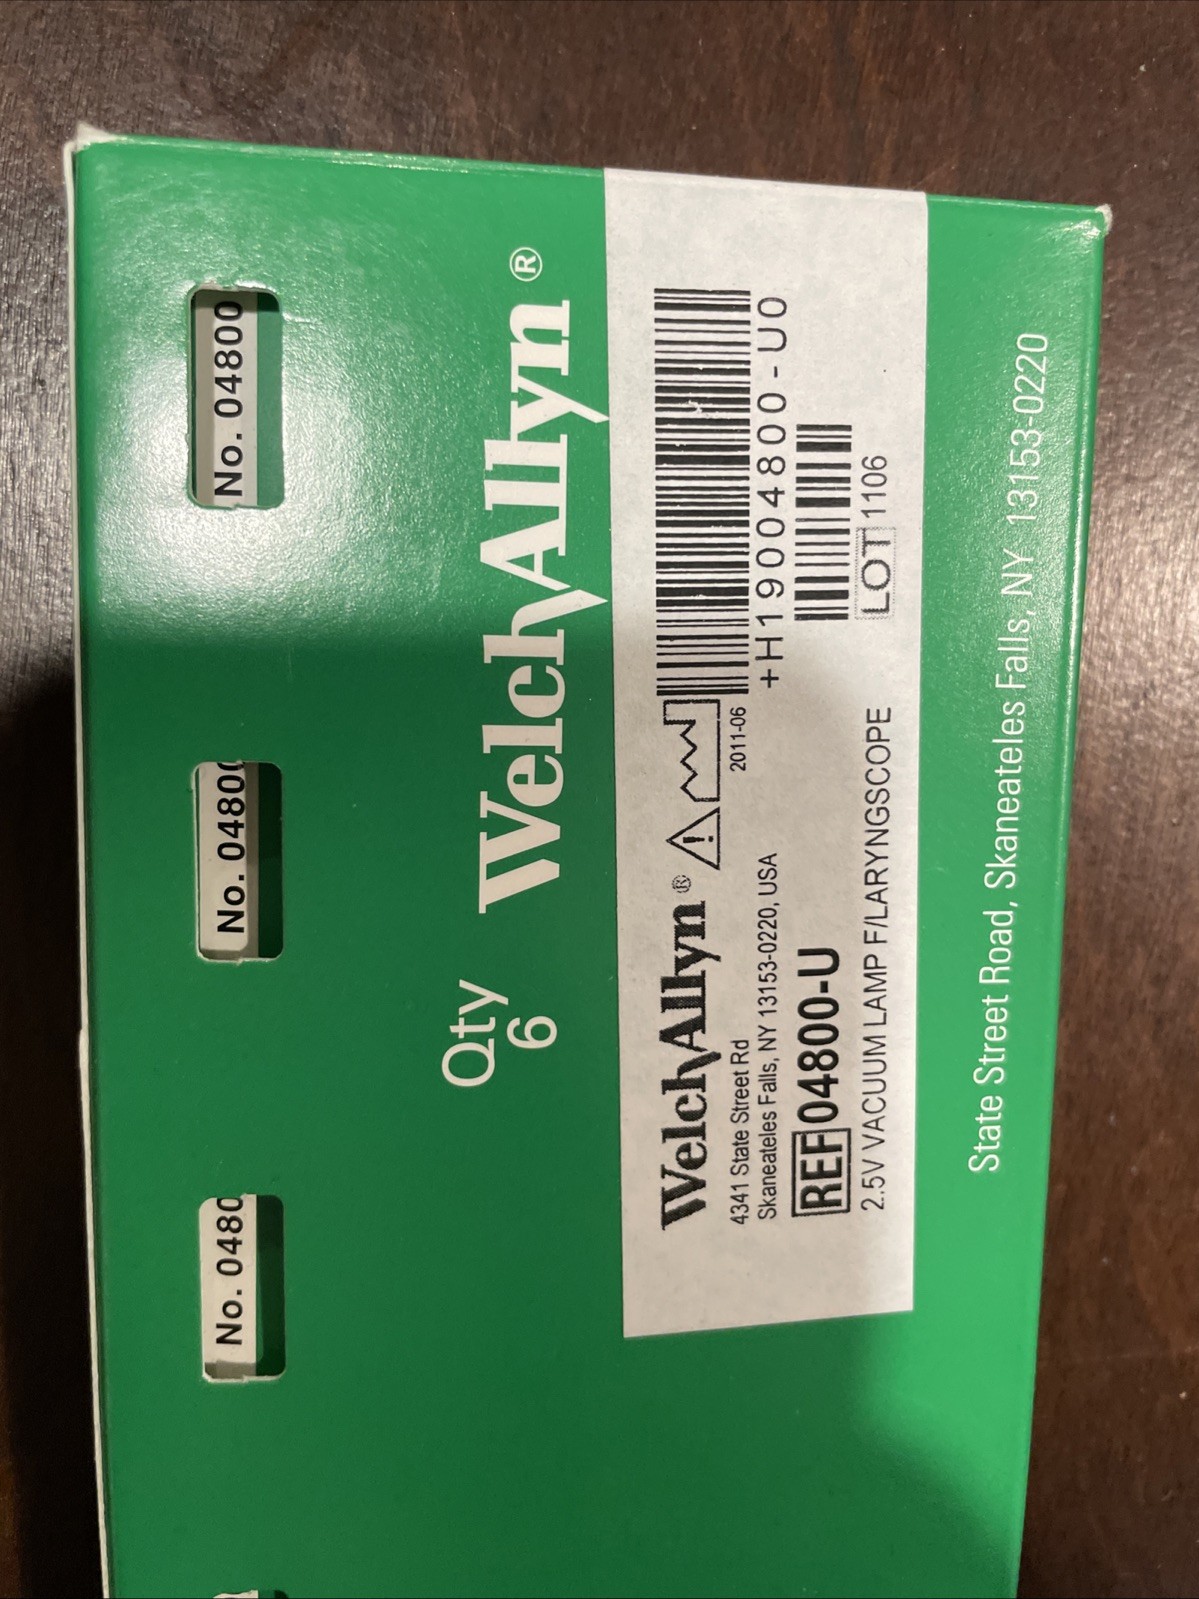 No. 0480
No. 04800
No. 04800
Qty
6
WelchAllyn®
WelchAllyn®
4341 State Street Rd
Skaneateles Falls, NY 13153-0220, USA
2011-06
REF 04800-U
2.5V VACUUM LAMP F/LARYNGSCOPE
+H19004800-U0
LOT 1106
State Street Road, Skaneateles Falls, NY 13153-0220